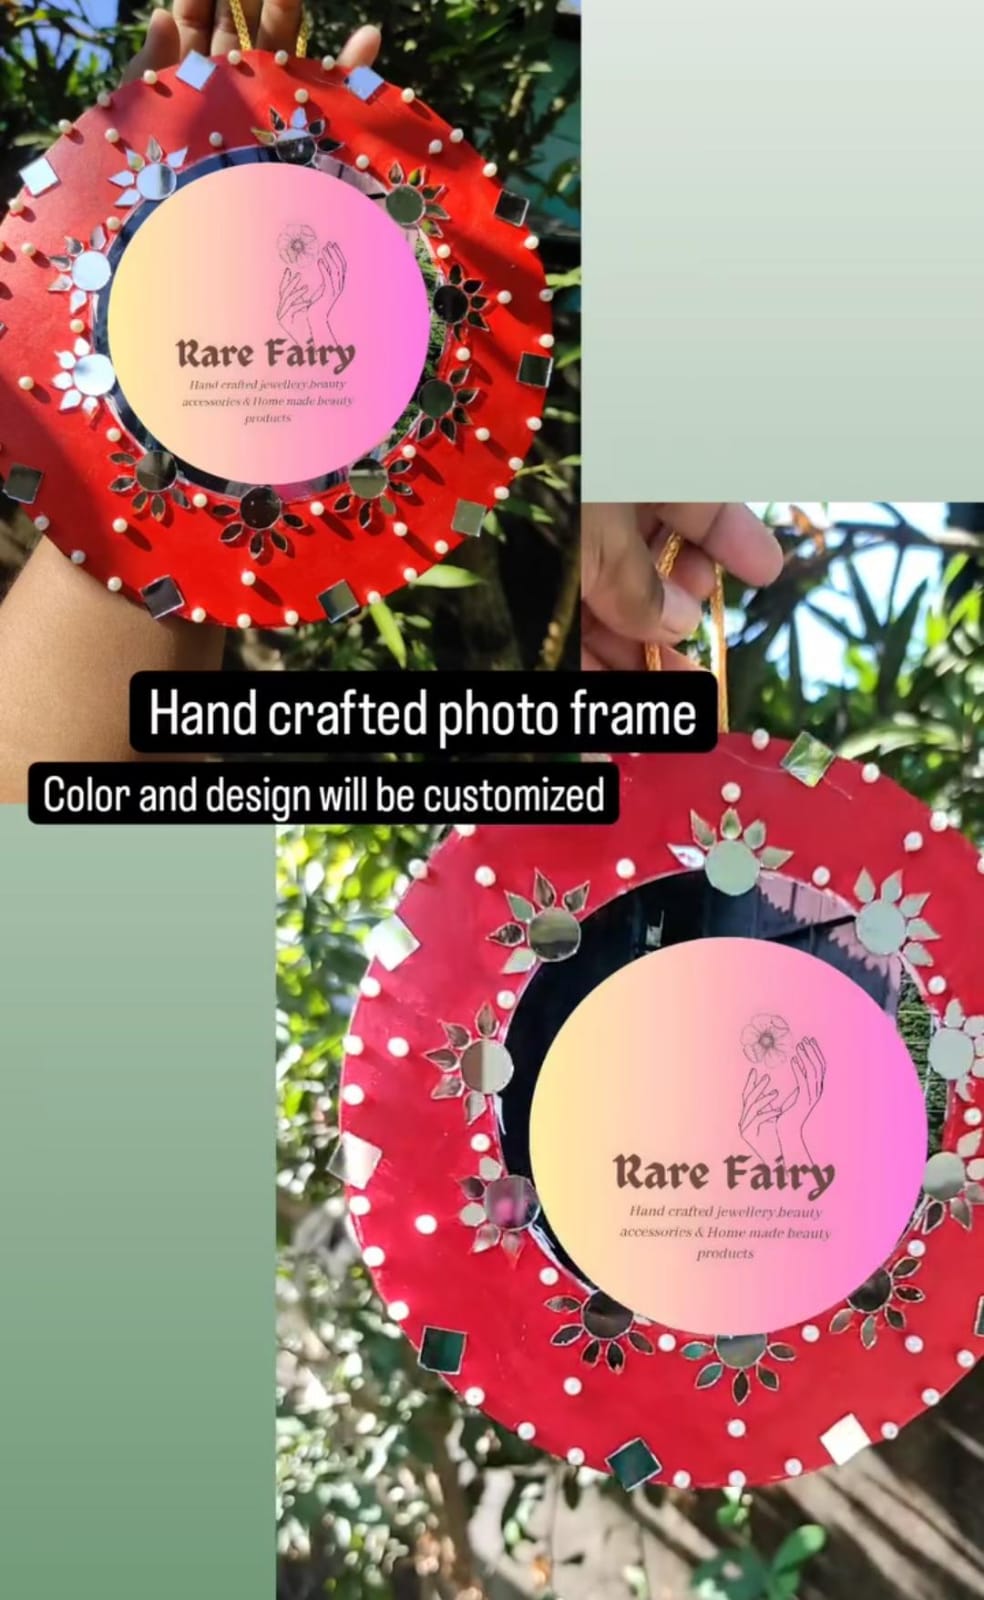 Rare Fairy
Hand crafted jewellery,beauty
accessories & Home made beauty
products
Hand crafted photo frame
Color and design will be customized
Rare Fairy
Hand crafted jewellery,beauty
accessories & Home made beauty
products